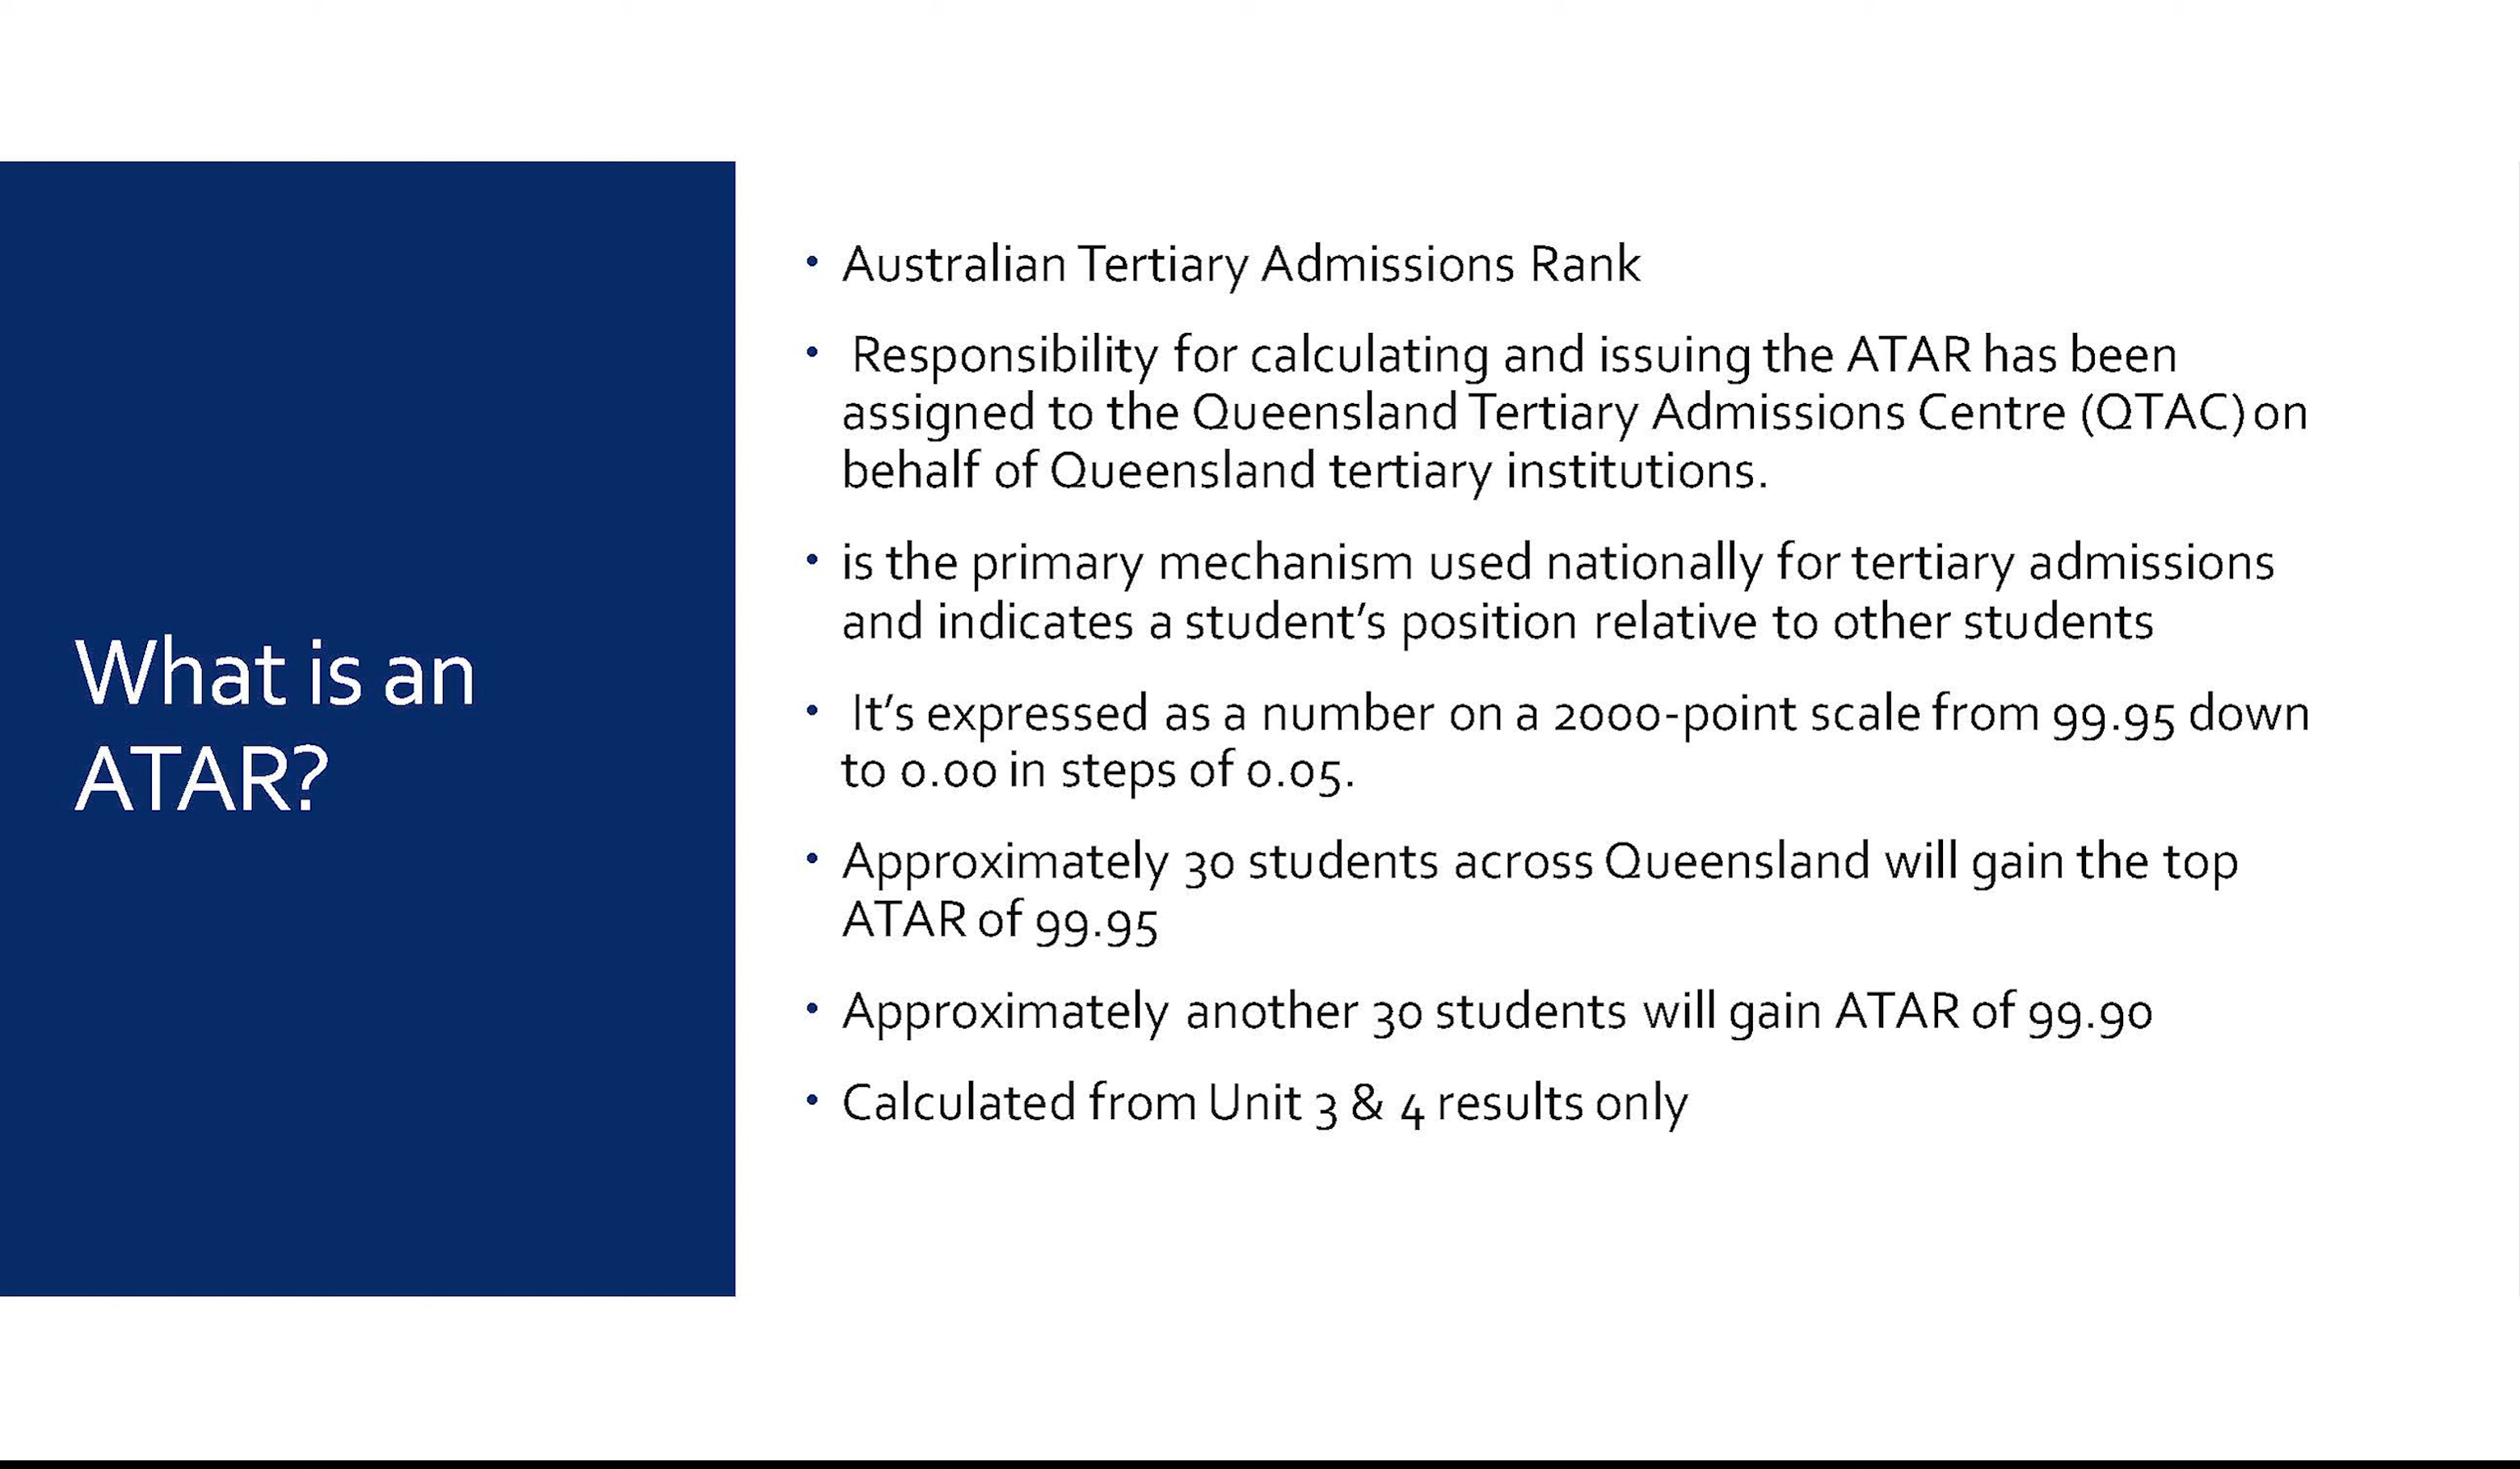 What is an
ATAR?
• Australian Tertiary Admissions Rank
• Responsibility for calculating and issuing the ATAR has been
assigned to the Queensland Tertiary Admissions Centre (QTAC) on
behalf of Queensland tertiary institutions.
• is the primary mechanism used nationally for tertiary admissions
and indicates a student’s position relative to other students
• It’s expressed as a number on a 2000-point scale from 99.95 down
to 0.00 in steps of 0.05.
• Approximately 30 students across Queensland will gain the top
ATAR of 99.95
• Approximately another 30 students will gain ATAR of 99.90
• Calculated from Unit 3 & 4 results only